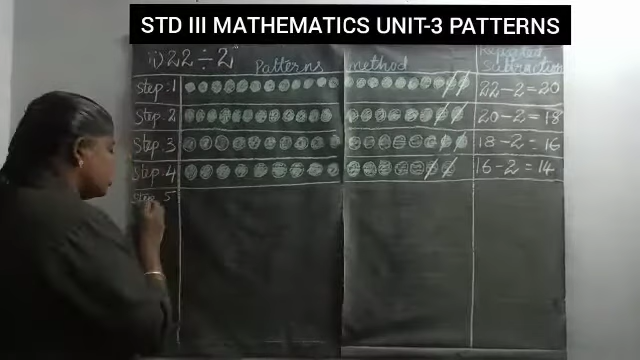 STD III MATHEMATICS UNIT-3 PATTERNS
ii) 22 ÷ 2
Patterns method Repeated Subtraction
Step:1 22-2=20
Step.2 20-2=18
Step.3 18-2=16
Step.4 16-2=14
Step.5